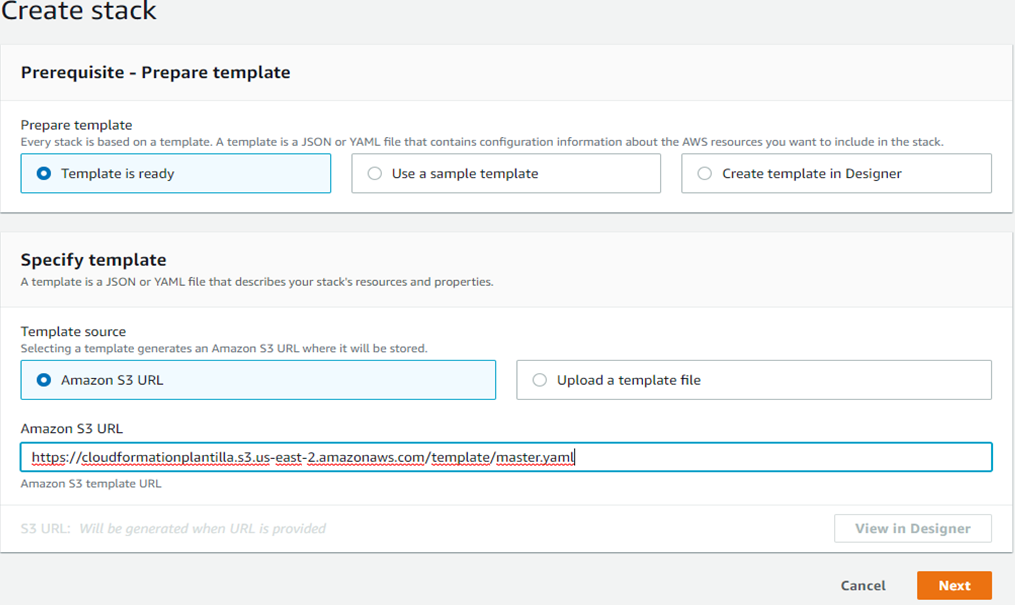 Create stack
Prerequisite - Prepare template
Prepare template
Every stack is based on a template. A template is a JSON or YAML file that contains configuration information about the AWS resources you want to include in the stack.
Template is ready
Use a sample template
Create template in Designer
Specify template
A template is a JSON or YAML file that describes your stack's resources and properties.
Template source
Selecting a template generates an Amazon S3 URL where it will be stored.
Amazon S3 URL
Upload a template file
Amazon S3 URL
https://cloudformationplantilla.s3.us-east-2.amazonaws.com/template/master.yaml
Amazon S3 template URL
S3 URL: Will be generated when URL is provided
View in Designer
Cancel
Next